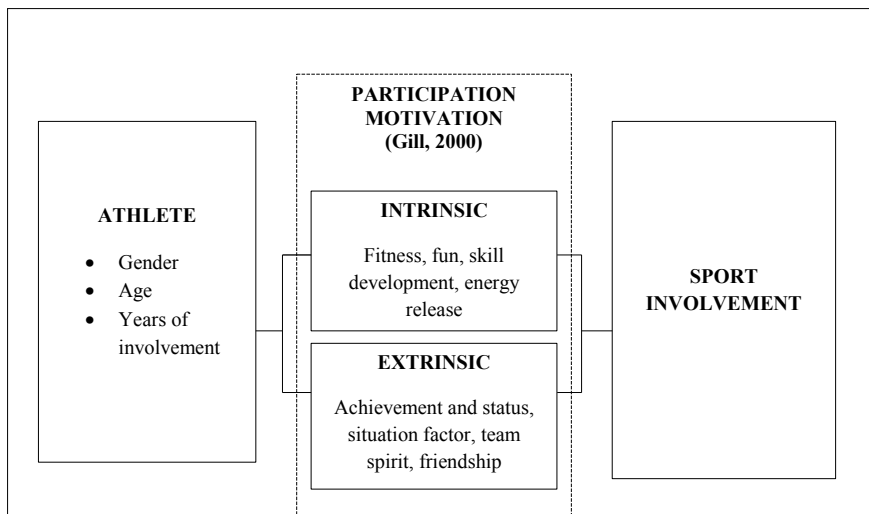 ATHLETE
• Gender
• Age
• Years of
involvement
PARTICIPATION
MOTIVATION
(Gill, 2000)
INTRINSIC
Fitness, fun, skill
development, energy
release
EXTRINSIC
Achievement and status,
situation factor, team
spirit, friendship
SPORT
INVOLVEMENT